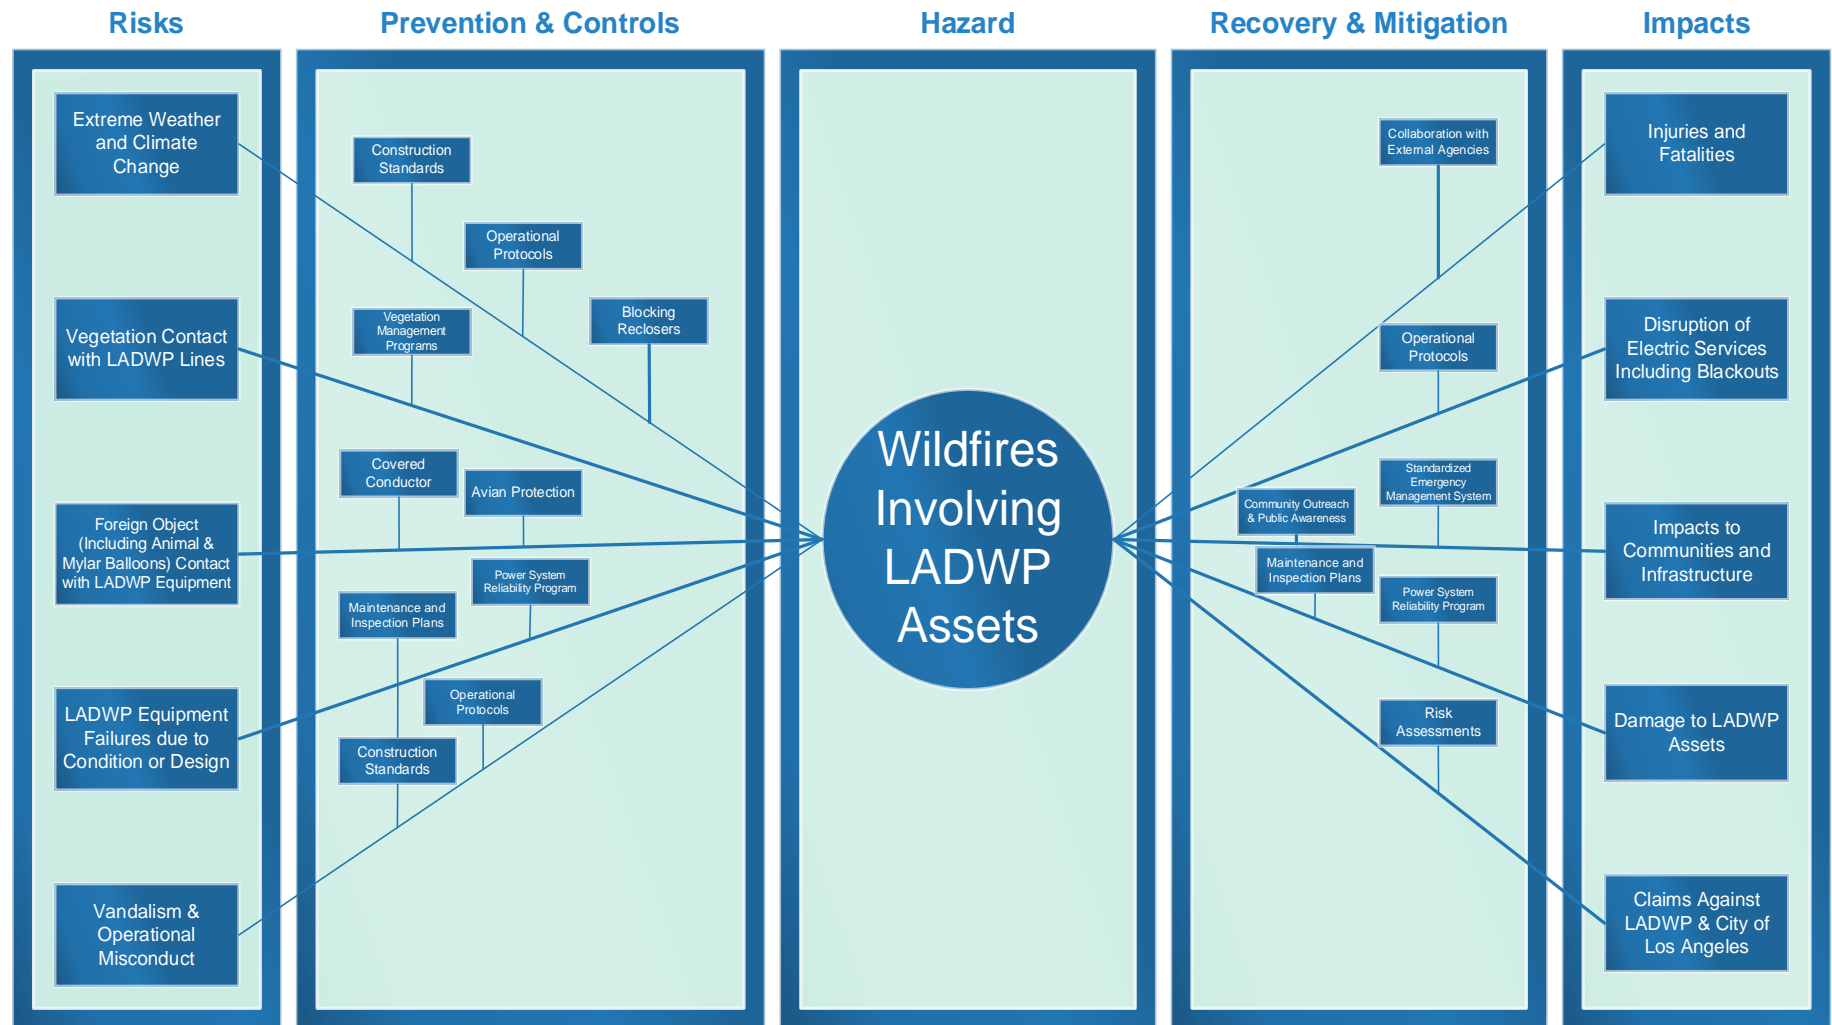 Risks
Prevention & Controls
Hazard
Recovery & Mitigation
Impacts
Extreme Weather
and Climate
Change
Vegetation Contact
with LADWP Lines
Foreign Object
(Including Animal &
Mylar Balloons) Contact
with LADWP Equipment
LADWP Equipment
Failures due to
Condition or Design
Vandalism &
Operational
Misconduct
Construction
Standards
Operational
Protocols
Blocking
Reclosers
Vegetation
Management
Programs
Covered
Conductor
Avian Protection
Power System
Reliability Program
Maintenance and
Inspection Plans
Operational
Protocols
Construction
Standards
Wildfires
Involving
LADWP
Assets
Collaboration with
External Agencies
Operational
Protocols
Standardized
Emergency
Management System
Community Outreach
& Public Awareness
Maintenance and
Inspection Plans
Power System
Reliability Program
Risk
Assessments
Injuries and
Fatalities
Disruption of
Electric Services
Including Blackouts
Impacts to
Communities and
Infrastructure
Damage to LADWP
Assets
Claims Against
LADWP & City of
Los Angeles